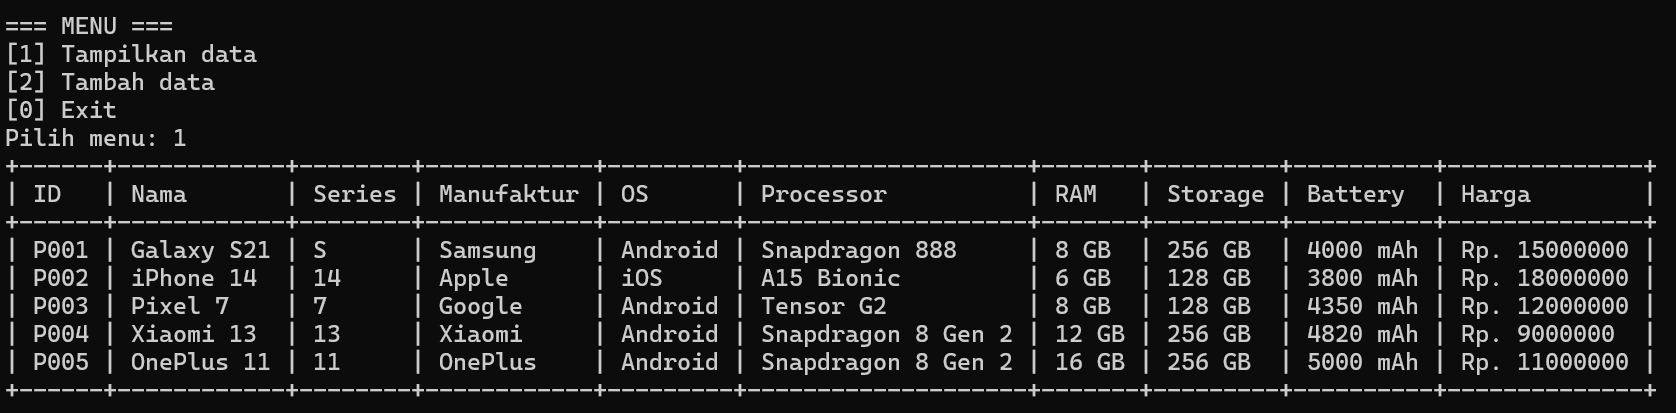 === MENU ===
[1] Tampilkan data
[2] Tambah data
[0] Exit
Pilih menu: 1
+------+------------+--------+------------+---------+--------------------+-------+---------+----------+--------------+
| ID   | Nama       | Series | Manufaktur | OS      | Processor          | RAM   | Storage | Battery  | Harga        |
+------+------------+--------+------------+---------+--------------------+-------+---------+----------+--------------+
| P001 | Galaxy S21 | S      | Samsung    | Android | Snapdragon 888     | 8 GB  | 256 GB  | 4000 mAh | Rp. 15000000 |
| P002 | iPhone 14  | 14     | Apple      | iOS     | A15 Bionic         | 6 GB  | 128 GB  | 3800 mAh | Rp. 18000000 |
| P003 | Pixel 7    | 7      | Google     | Android | Tensor G2          | 8 GB  | 128 GB  | 4350 mAh | Rp. 12000000 |
| P004 | Xiaomi 13  | 13     | Xiaomi     | Android | Snapdragon 8 Gen 2 | 12 GB | 256 GB  | 4820 mAh | Rp. 9000000  |
| P005 | OnePlus 11 | 11     | OnePlus    | Android | Snapdragon 8 Gen 2 | 16 GB | 256 GB  | 5000 mAh | Rp. 11000000 |
+------+------------+--------+------------+---------+--------------------+-------+---------+----------+--------------+